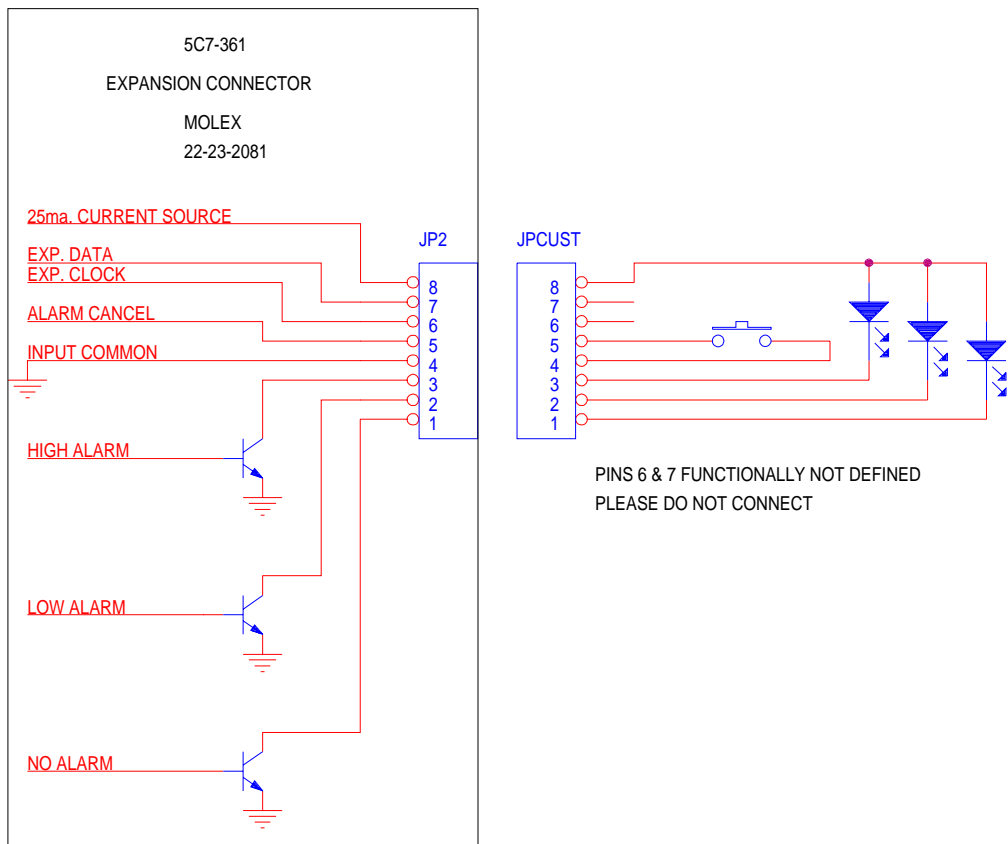 5C7-361
EXPANSION CONNECTOR
MOLEX
22-23-2081
25ma. CURRENT SOURCE
EXP. DATA
EXP. CLOCK
ALARM CANCEL
INPUT COMMON
HIGH ALARM
LOW ALARM
NO ALARM
JP2
8
7
6
5
4
3
2
1
JPCUST
8
7
6
5
4
3
2
1
PINS 6 & 7 FUNCTIONALLY NOT DEFINED
PLEASE DO NOT CONNECT